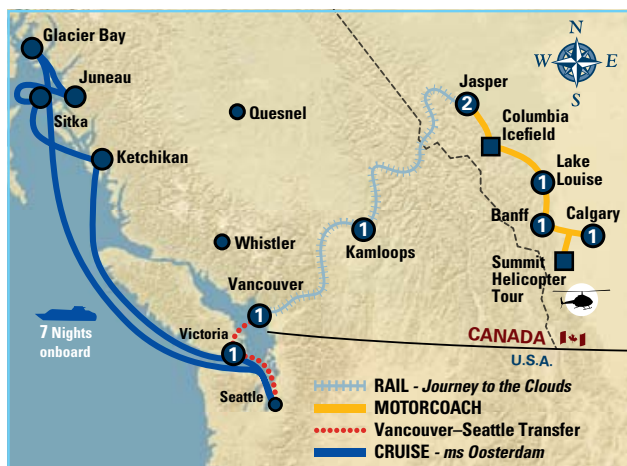 Glacier Bay
Juneau
Sitka
Ketchikan
Quesnel
Whistler
Vancouver
1
Victoria
1
Seattle
Kamloops
1
Jasper
2
Columbia
Icefield
Lake
Louise
1
Banff
1
Calgary
1
Summit
Helicopter
Tour
N
W
E
S
7 Nights
onboard
CANADA
U.S.A.
RAIL - Journey to the Clouds
MOTORCOACH
Vancouver–Seattle Transfer
CRUISE - ms Oosterdam